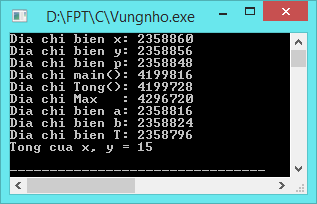 D:\FPT\C\Vungnho.exe
Dia chi bien x: 2358860
Dia chi bien y: 2358856
Dia chi bien p: 2358848
Dia chi main(): 4199816
Dia chi Tong(): 4199728
Dia chi Max   : 4296720
Dia chi bien a: 2358816
Dia chi bien b: 2358824
Dia chi bien T: 2358796
Tong cua x, y = 15
--------------------------------